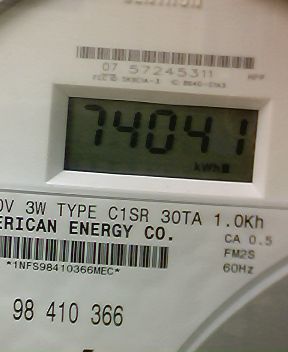 07 57245311
74041
kWh
0V 3W TYPE C1SR 30TA 1.0Kh
ERICAN ENERGY CO.
CA 0.5
FM2S
60Hz
*1NFS98410366MEC*
98 410 366